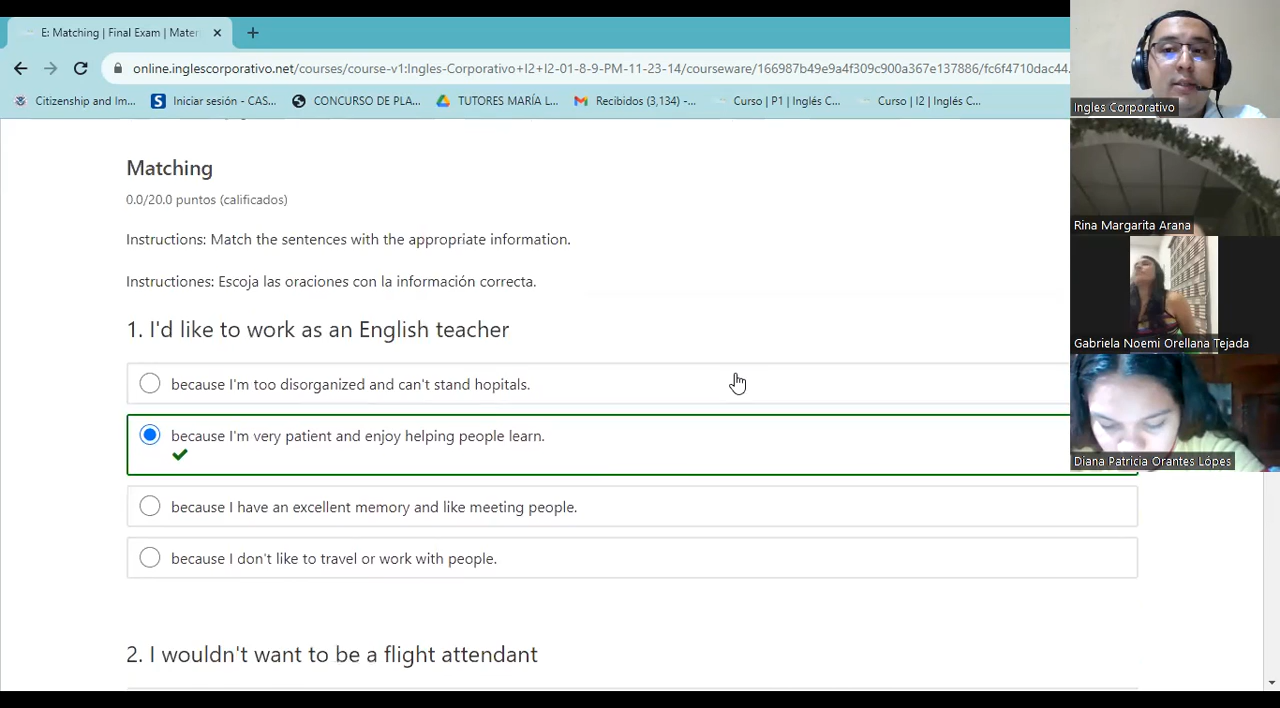 E: Matching | Final Exam | Mater
online.inglescorporativo.net/courses/course-v1:Ingles-Corporativo+I2+I2-01-8-9-PM-11-23-14/courseware/166987b49e9a4f309c900a367e137886/fc6f4710dac44.
Citizenship and Im...
Iniciar sesión - CAS...
CONCURSO DE PLA...
TUTORES MARÍA L...
Recibidos (3,134) -...
Curso | P1 | Inglés C...
Curso | I2 | Inglés C...
Ingles Corporativo
Rina Margarita Arana
Gabriela Noemi Orellana Tejada
Diana Patricia Orantes Lópes
Matching
0.0/20.0 puntos (calificados)
Instructions: Match the sentences with the appropriate information.
Instructiones: Escoja las oraciones con la información correcta.
1. I'd like to work as an English teacher
because I'm too disorganized and can't stand hopitals.
because I'm very patient and enjoy helping people learn.
because I have an excellent memory and like meeting people.
because I don't like to travel or work with people.
2. I wouldn't want to be a flight attendant